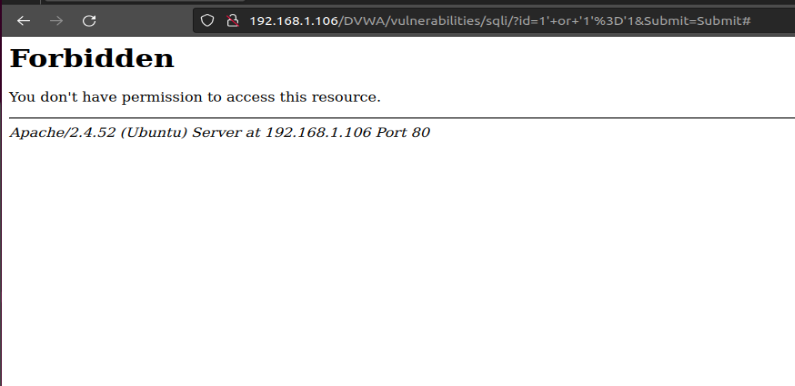 192.168.1.106/DVWA/vulnerabilities/sqli/?id=1'+or+'1'%3D'1&Submit=Submit#
Forbidden
You don't have permission to access this resource.
Apache/2.4.52 (Ubuntu) Server at 192.168.1.106 Port 80